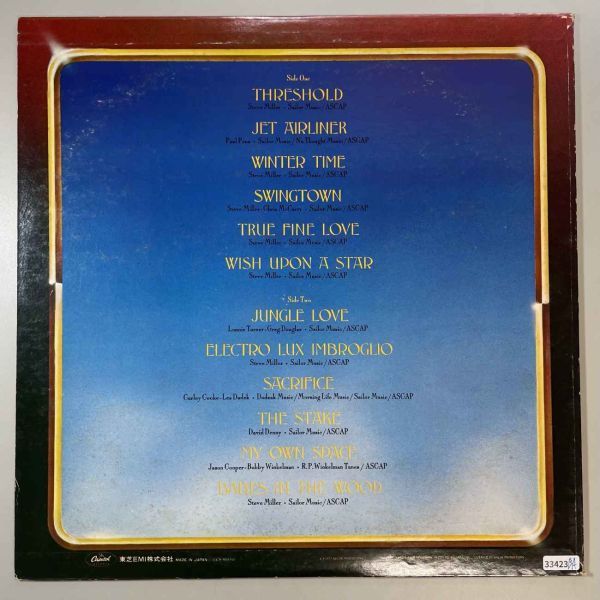 Side One
THRESHOLD
Steve Miller • Sailor Music/ASCAP
JET AIRLINER
Paul Pena • Sailor Music/No Thought Music/ASCAP
WINTER TIME
Steve Miller • Sailor Music/ASCAP
SWINGTOWN
Steve Miller-Chris McCarty • Sailor Music/ASCAP
TRUE FINE LOVE
Steve Miller • Sailor Music/ASCAP
WISH UPON A STAR
Steve Miller • Sailor Music/ASCAP
Side Two
JUNGLE LOVE
Lonnie Turner-Greg Douglas • Sailor Music/ASCAP
ELECTRO LUX IMBROGLIO
Steve Miller • Sailor Music/ASCAP
SACRIFICE
Curley Cooke-Les Dudek • Dudeak Music/Morning Life Music/Sailor Music/ASCAP
THE STAKE
David Denny • Sailor Music/ASCAP
MY OWN SPACE
Jason Cooper-Bobby Winkelman • R.P. Winkelman Tunes/ASCAP
BABES IN THE WOOD
Steve Miller • Sailor Music/ASCAP
Capitol
東芝EMI株式会社 MADE IN JAPAN
33423